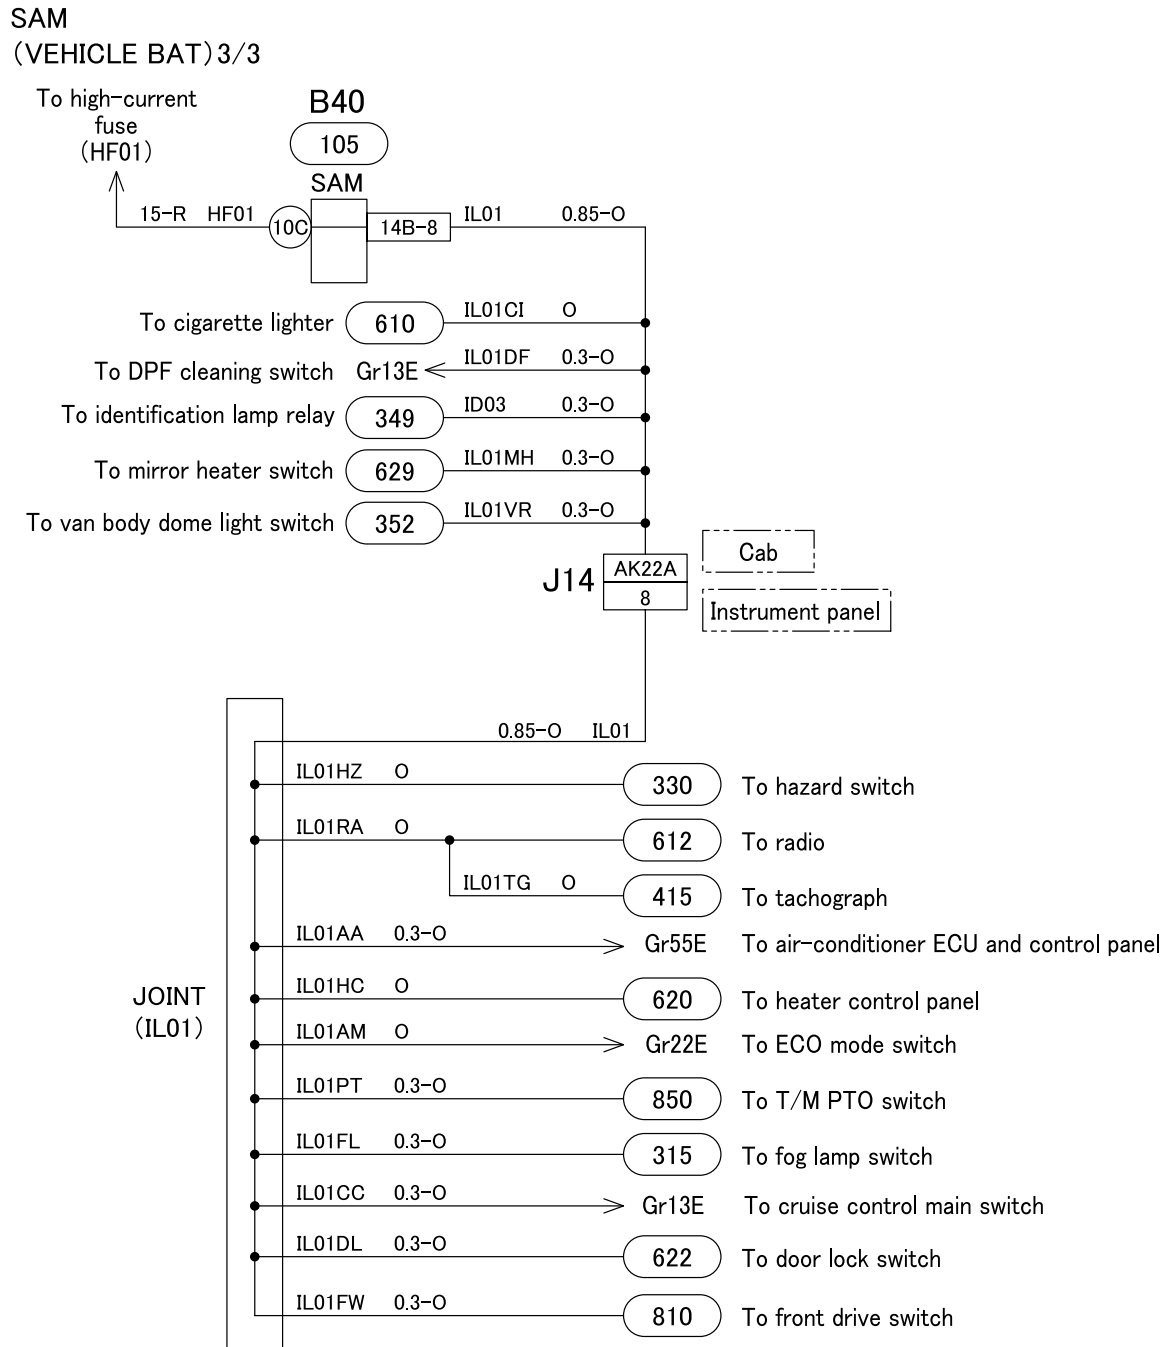 SAM
(VEHICLE BAT) 3/3
To high-current
fuse
(HF01)
B40
105
SAM
15-R HF01 10C 14B-8 IL01 0.85-O
To cigarette lighter 610 IL01CI O
To DPF cleaning switch Gr13E IL01DF 0.3-O
To identification lamp relay 349 ID03 0.3-O
To mirror heater switch 629 IL01MH 0.3-O
To van body dome light switch 352 IL01VR 0.3-O
J14 AK22A
8
Cab
Instrument panel
0.85-O IL01
JOINT
(IL01)
IL01HZ O 330 To hazard switch
IL01RA O 612 To radio
IL01TG O 415 To tachograph
IL01AA 0.3-O Gr55E To air-conditioner ECU and control panel
IL01HC O 620 To heater control panel
IL01AM O Gr22E To ECO mode switch
IL01PT 0.3-O 850 To T/M PTO switch
IL01FL 0.3-O 315 To fog lamp switch
IL01CC 0.3-O Gr13E To cruise control main switch
IL01DL 0.3-O 622 To door lock switch
IL01FW 0.3-O 810 To front drive switch